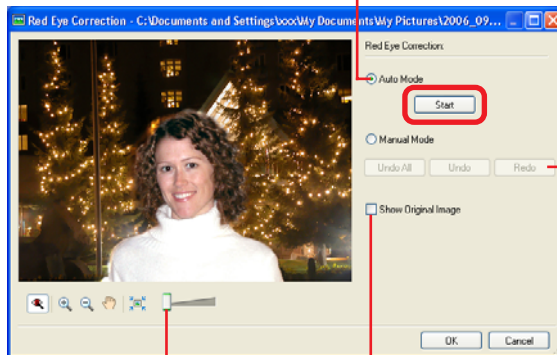 Red Eye Correction - C:\Documents and Settings\xxx\My Documents\My Pictures\2006_09...
Red Eye Correction:
Auto Mode
Start
Manual Mode
Undo All Undo Redo
Show Original Image
OK Cancel